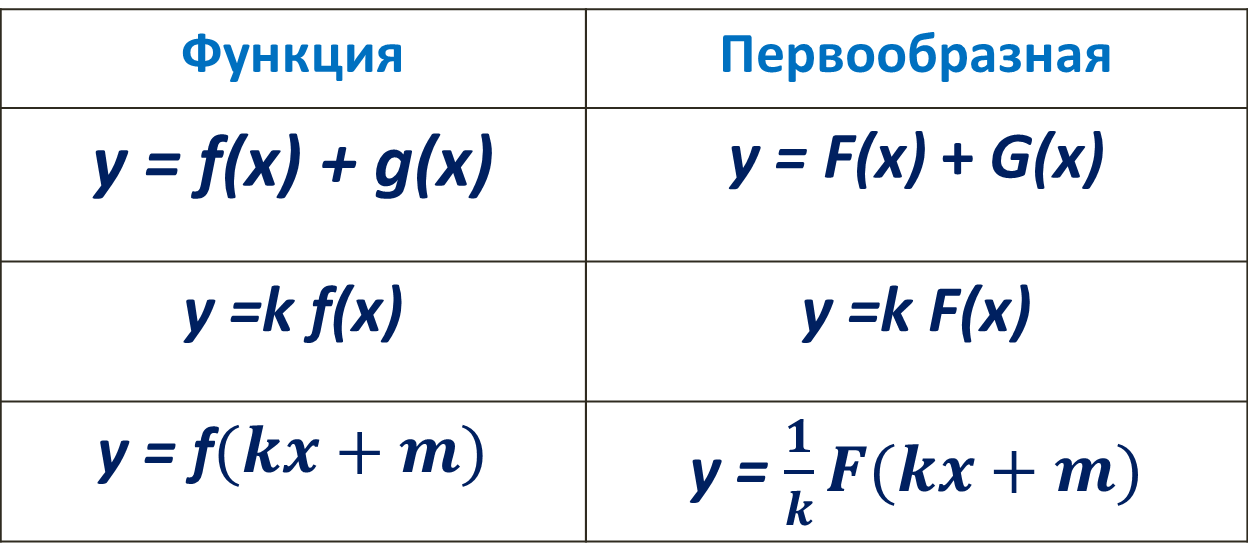 Функция Первообразная
y = f(x) + g(x) y = F(x) + G(x)
y =k f(x) y =k F(x)
y = f(kx + m) y = 1/k F(kx + m)